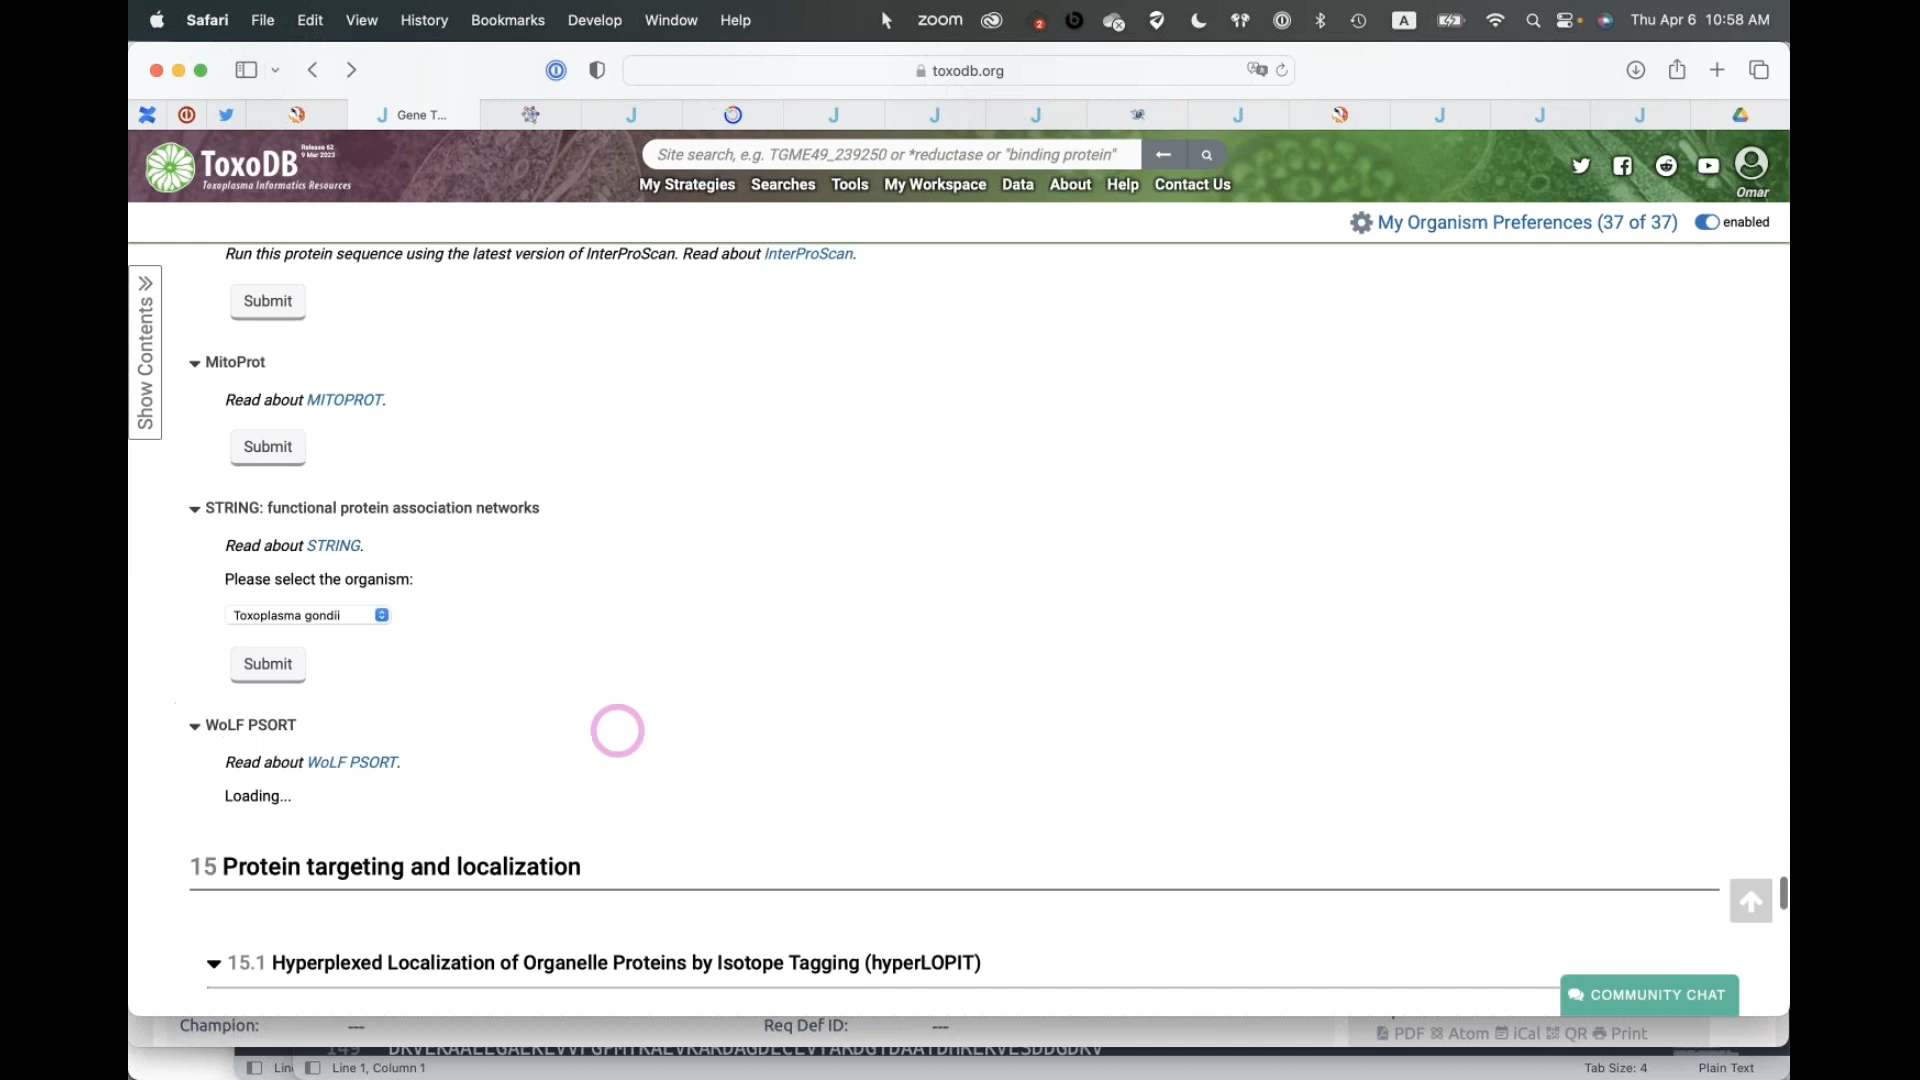 Safari File Edit View History Bookmarks Develop Window Help zoom 2 A Thu Apr 6 10:58 AM
toxodb.org
Gene T...
ToxoDB Release 62 9 Mar 2023
Toxoplasma Informatics Resources
Site search, e.g. TGME49_239250 or *reductase or "binding protein"
My Strategies Searches Tools My Workspace Data About Help Contact Us
Omar
My Organism Preferences (37 of 37) enabled
Show Contents
Run this protein sequence using the latest version of InterProScan. Read about InterProScan.
Submit
MitoProt
Read about MITOPROT.
Submit
STRING: functional protein association networks
Read about STRING.
Please select the organism:
Toxoplasma gondii
Submit
WoLF PSORT
Read about WoLF PSORT.
Loading...
15 Protein targeting and localization
15.1 Hyperplexed Localization of Organelle Proteins by Isotope Tagging (hyperLOPIT)
COMMUNITY CHAT
Champion: --- Req Def ID: ---
PDF Atom iCal QR Print
Line 1, Column 1 Tab Size: 4 Plain Text